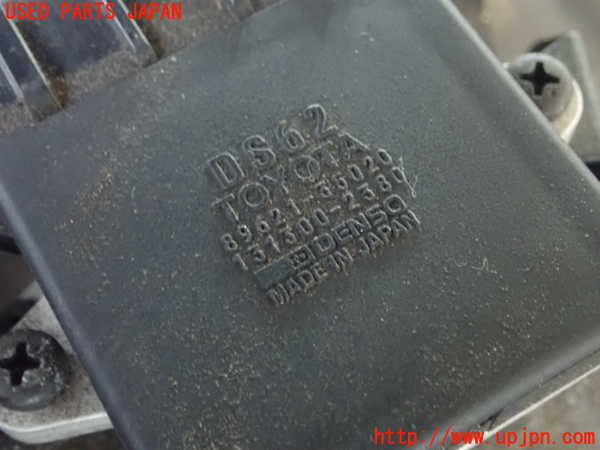 USED PARTS JAPAN
DS62
TOYOTA
89621-35020
131300-2380
DENSO
MADE IN JAPAN
http://www.upjpn.com